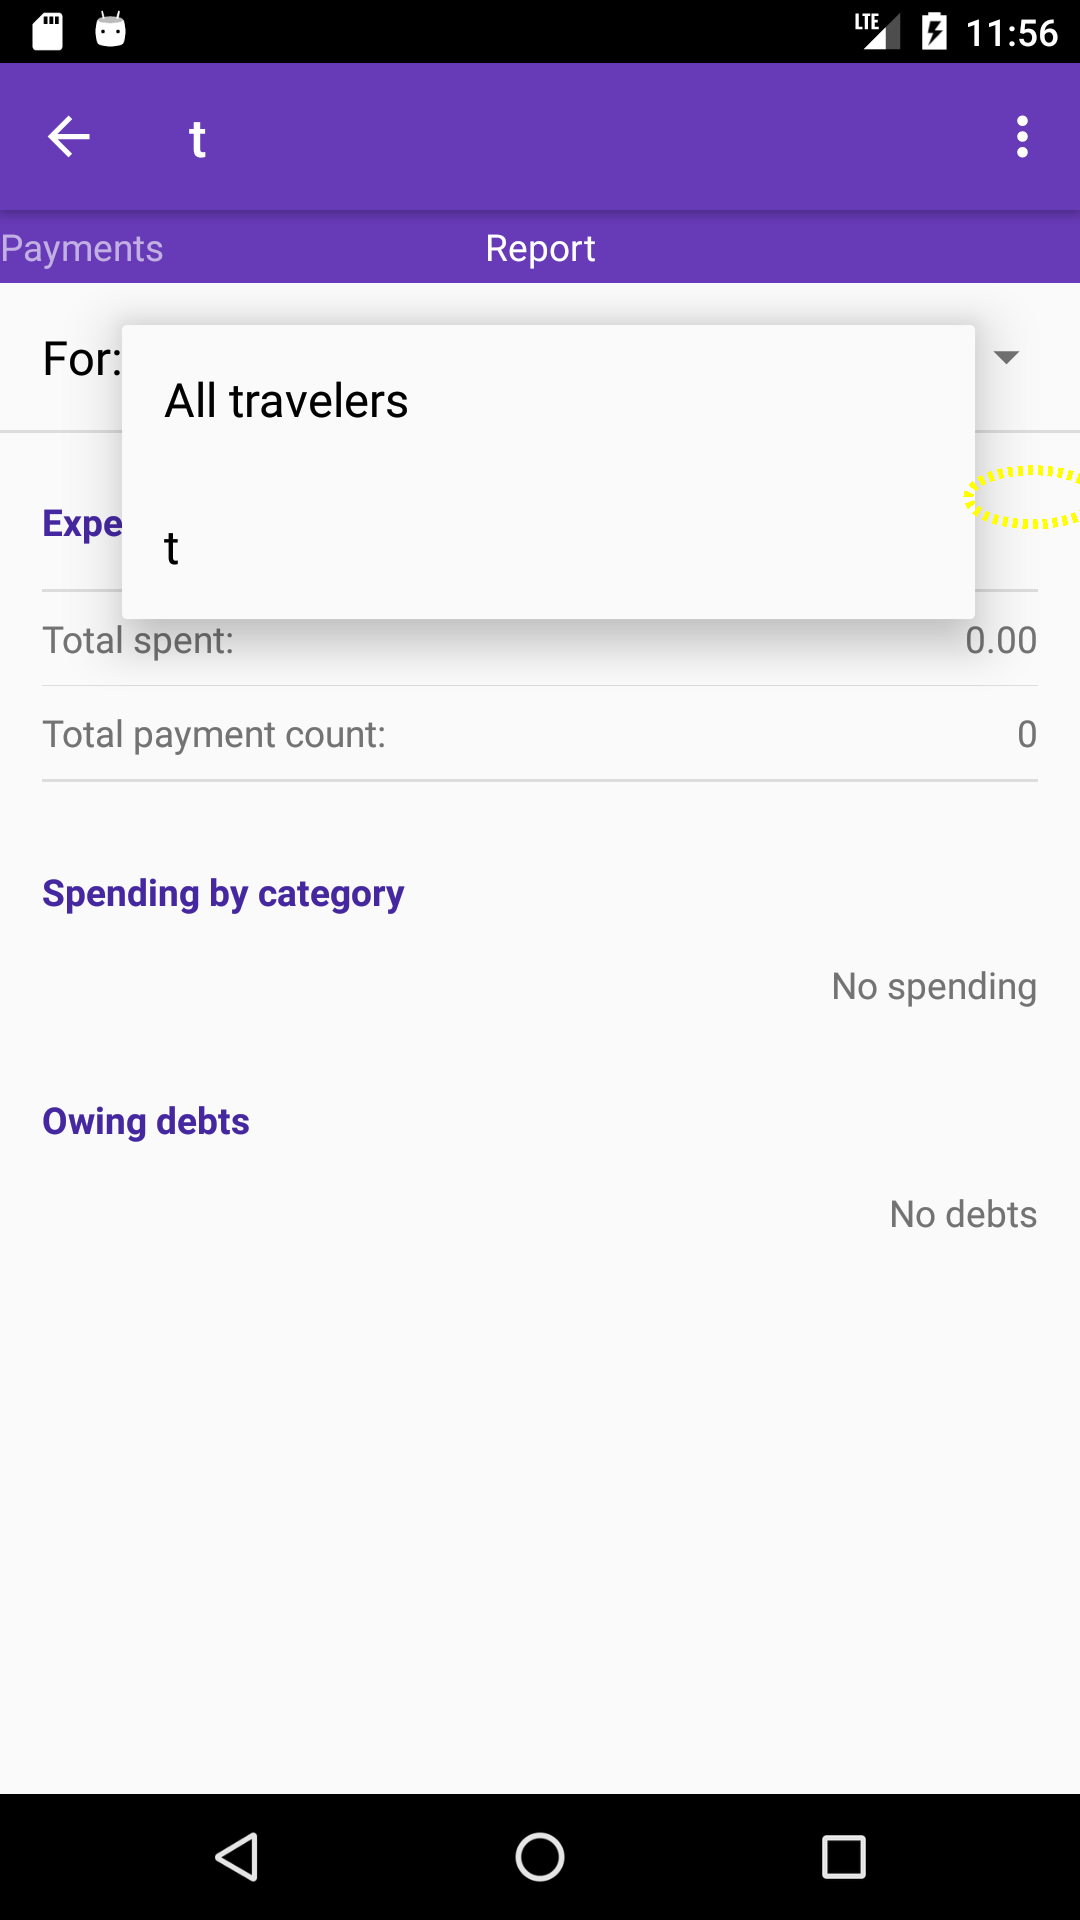 LTE 11:56
t
Payments Report
For:
All travelers
Expe
t
Total spent: 0.00
Total payment count: 0
Spending by category
No spending
Owing debts
No debts